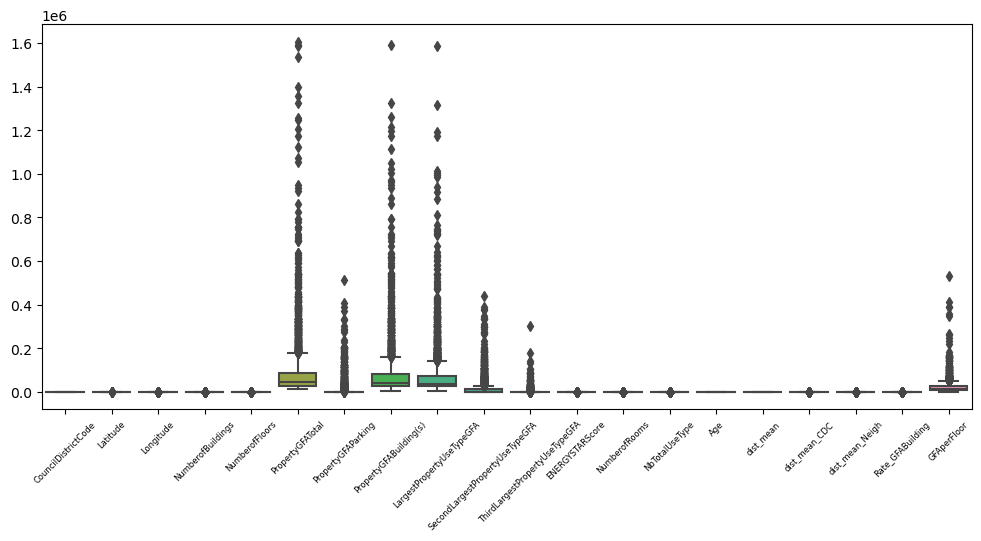 1e6
1.6
1.4
1.2
1.0
0.8
0.6
0.4
0.2
0.0
CouncilDistrictCode
Latitude
Longitude
NumberofBuildings
NumberofFloors
PropertyGFATotal
PropertyGFAParking
PropertyGFABuilding(s)
LargestPropertyUseTypeGFA
SecondLargestPropertyUseTypeGFA
ThirdLargestPropertyUseTypeGFA
ENERGYSTARScore
NumberofRooms
NbTotalUseType
Age
dist_mean
dist_mean_CDC
dist_mean_Neigh
Rate_GFABuilding
GFAperFloor